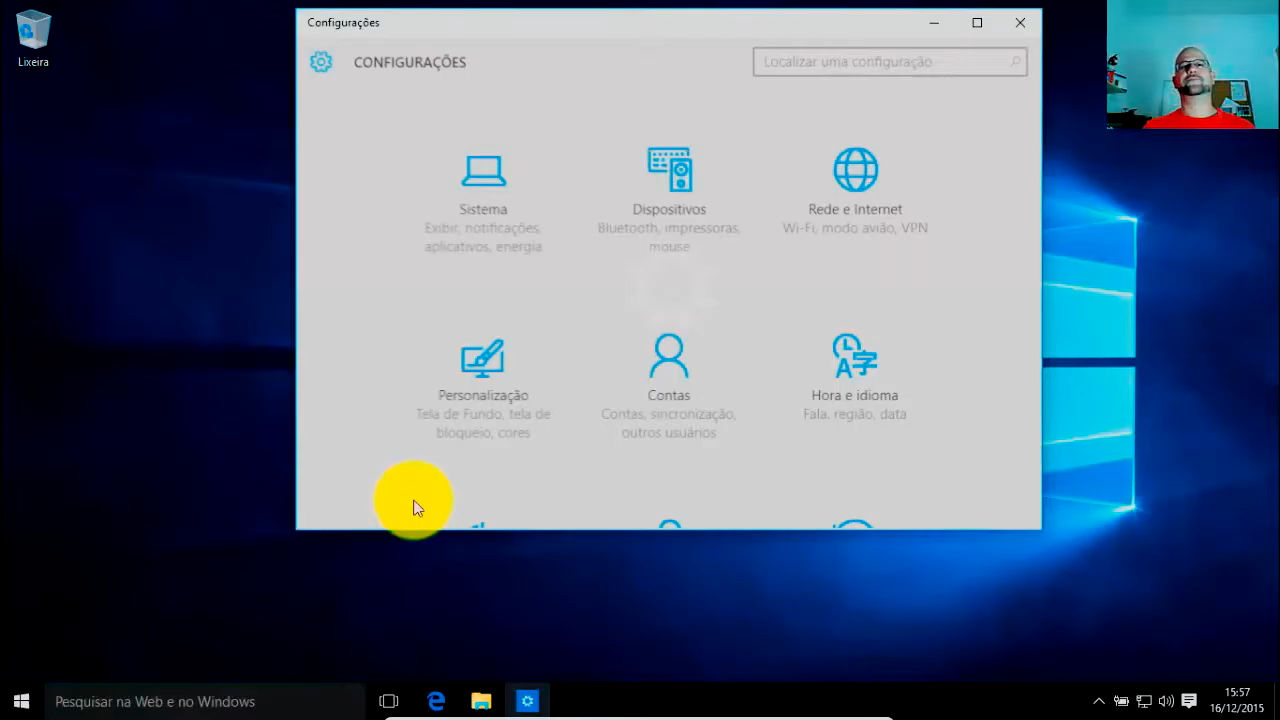 Lixeira
Configurações
CONFIGURAÇÕES
Localizar uma configuração
Sistema
Exibir, notificações,
aplicativos, energia
Dispositivos
Bluetooth, impressoras,
mouse
Rede e Internet
Wi-Fi, modo avião, VPN
Personalização
Tela de Fundo, tela de
bloqueio, cores
Contas
Contas, sincronização,
outros usuários
Hora e idioma
Fala, região, data
Pesquisar na Web e no Windows
15:57
16/12/2015